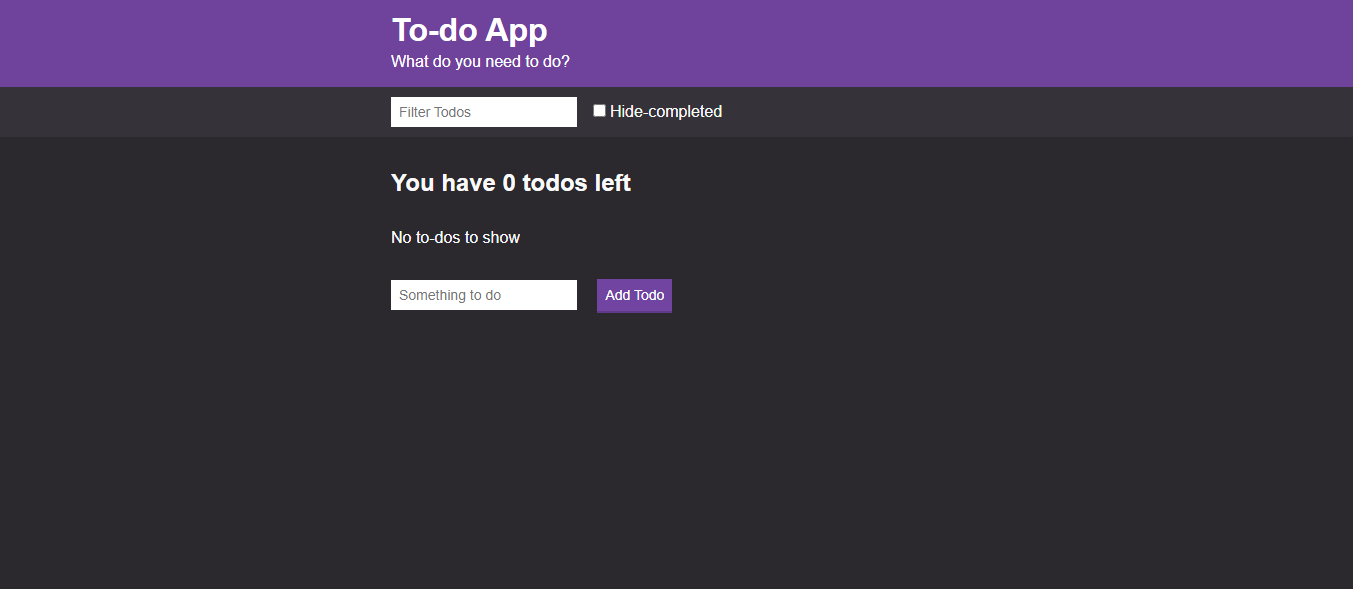 To-do App
What do you need to do?
Filter Todos
Hide-completed
You have 0 todos left
No to-dos to show
Something to do
Add Todo